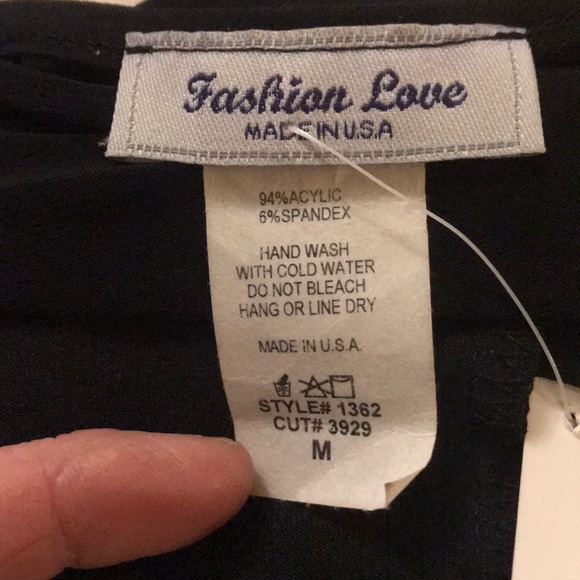 Fashion Love
MADE IN U.S.A
94%ACYLIC
6%SPANDEX
HAND WASH
WITH COLD WATER
DO NOT BLEACH
HANG OR LINE DRY
MADE IN U.S.A.
STYLE# 1362
CUT# 3929
M